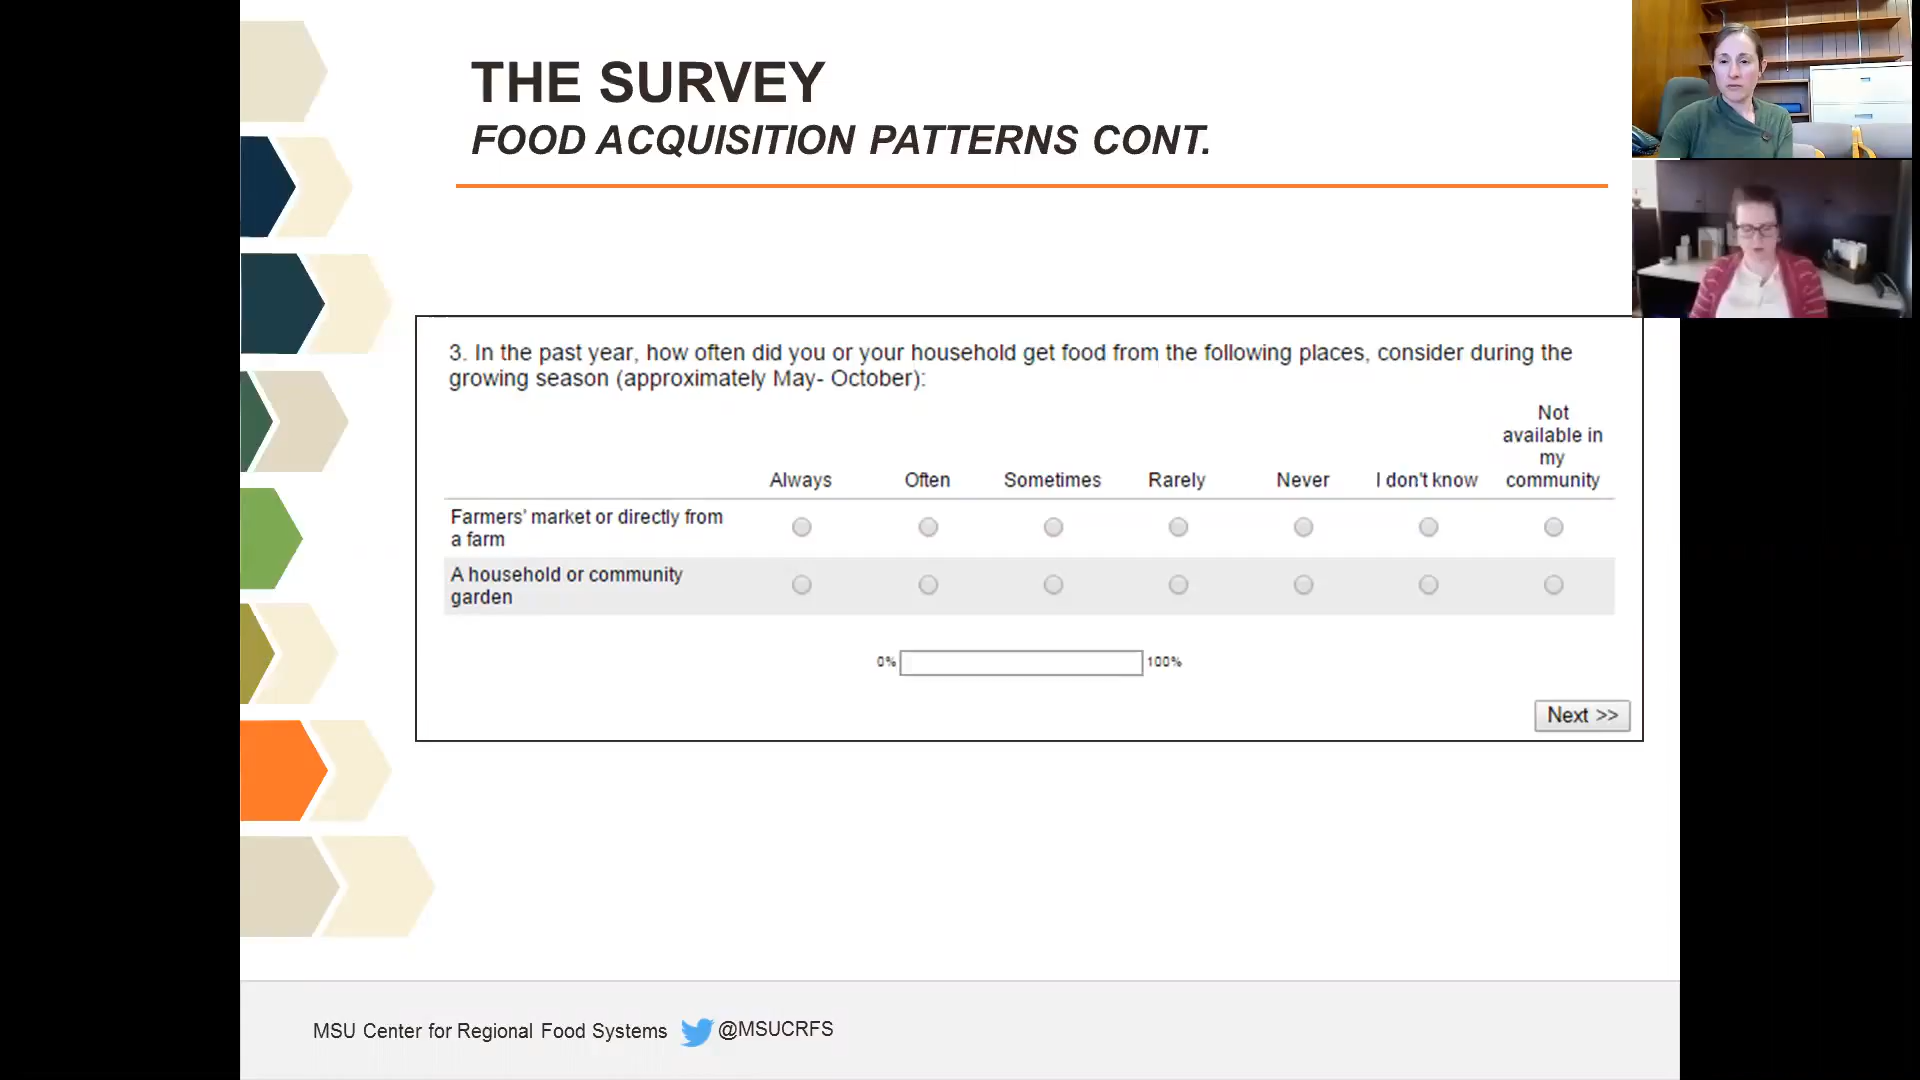 THE SURVEY
FOOD ACQUISITION PATTERNS CONT.
3. In the past year, how often did you or your household get food from the following places, consider during the
growing season (approximately May- October):
Always
Often
Sometimes
Rarely
Never
I don't know
Not
available in
my
community
Farmers' market or directly from
a farm
A household or community
garden
0%
100%
Next >>
MSU Center for Regional Food Systems
@MSUCRFS